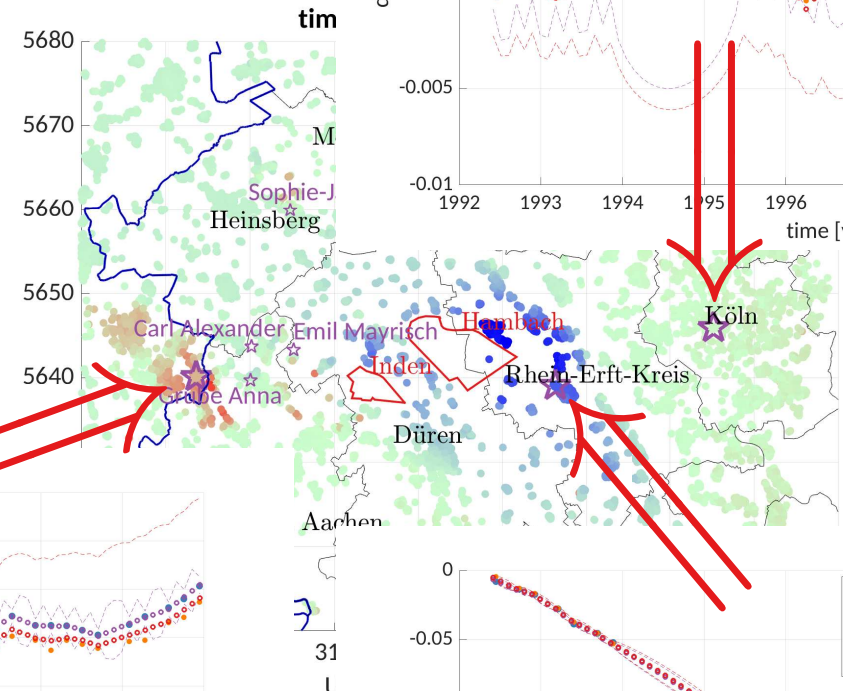 tim
5680
5670
5660
5650
5640
M
Sophie-J
Heinsberg
Carl Alexander
Emil Mayrisch
Grube Anna
Hambach
Inden
Rhein-Erft-Kreis
Köln
Düren
Aachen
-0.005
-0.01
1992
1993
1994
1995
1996
time [
31
0
-0.05